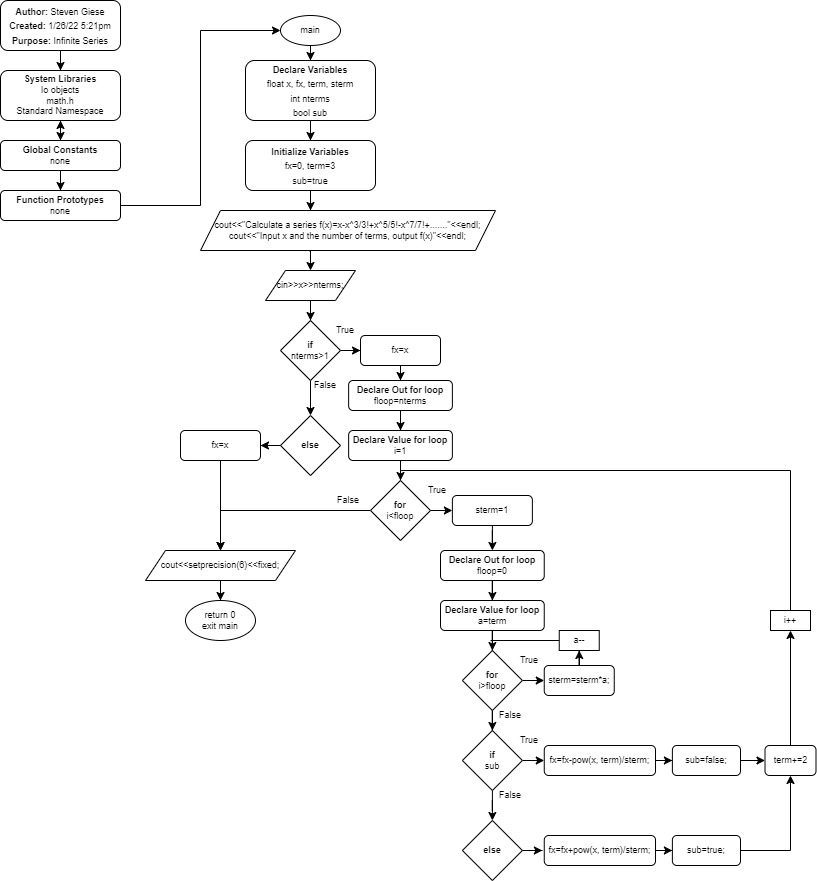 Author: Steven Giese
Created: 1/26/22 5:21pm
Purpose: Infinite Series
System Libraries
Io objects
math.h
Standard Namespace
Global Constants
none
Function Prototypes
none
main
Declare Variables
float x, fx, term, sterm
int nterms
bool sub
Initialize Variables
fx=0, term=3
sub=true
cout<<"Calculate a series f(x)=x-x^3/3!+x^5/5!-x^7/7!+......."<<endl;
cout<<"Input x and the number of terms, output f(x)"<<endl;
cin>>x>>nterms;
if
nterms>1
True
fx=x
False
Declare Out for loop
floop=nterms
else
fx=x
Declare Value for loop
i=1
for
i<floop
False
True
sterm=1
cout<<setprecision(6)<<fixed;
return 0
exit main
Declare Out for loop
floop=0
Declare Value for loop
a=term
a--
i++
for
i>floop
True
sterm=sterm*a;
False
if
sub
True
fx=fx-pow(x, term)/sterm;
sub=false;
term+=2
False
else
fx=fx+pow(x, term)/sterm;
sub=true;